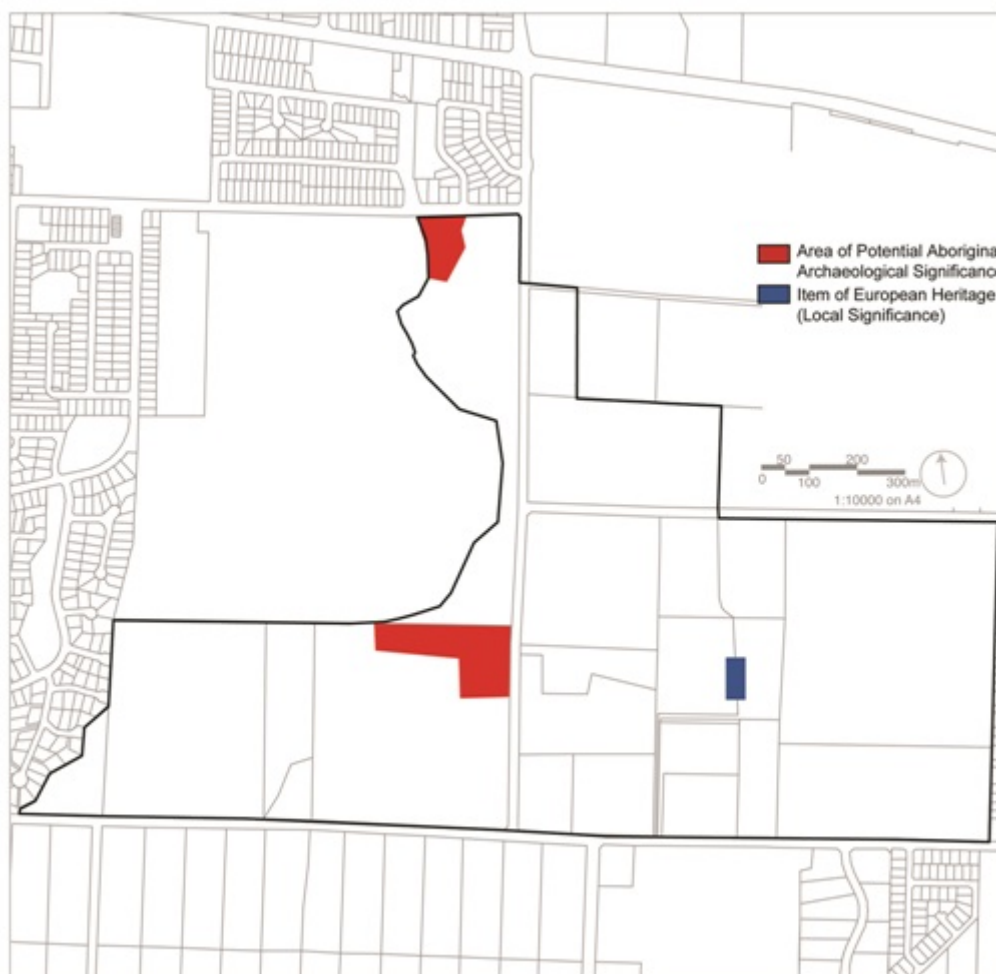 Area of Potential Aborigina
Archaeological Significance
Item of European Heritage
(Local Significance)
50 200
0 100 300m
1:10000 on A4